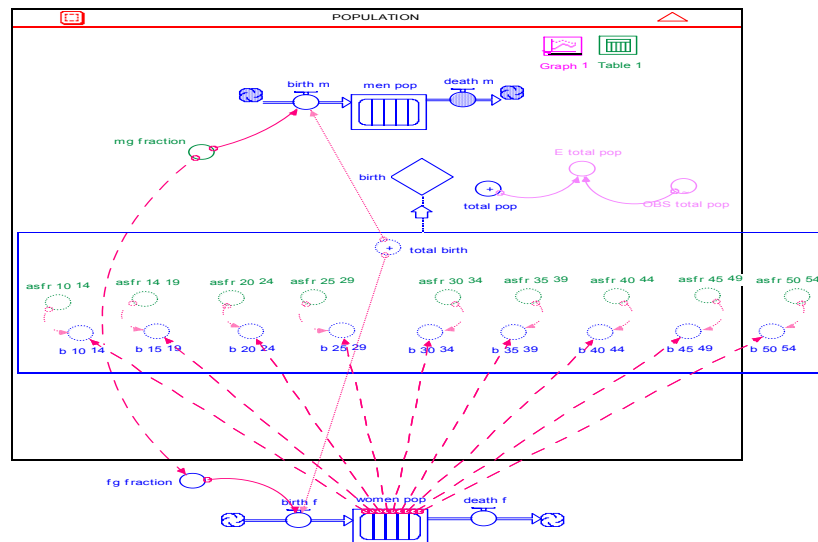 POPULATION
Graph 1 Table 1
birth m men pop death m
mg fraction
E total pop
birth
total pop OBS total pop
total birth
asfr 10 14 asfr 14 19 asfr 20 24 asfr 25 29 asfr 30 34 asfr 35 39 asfr 40 44 asfr 45 49 asfr 50 54
b 10 14 b 15 19 b 20 24 b 25 29 b 30 34 b 35 39 b 40 44 b 45 49 b 50 54
fg fraction
birth f women pop death f